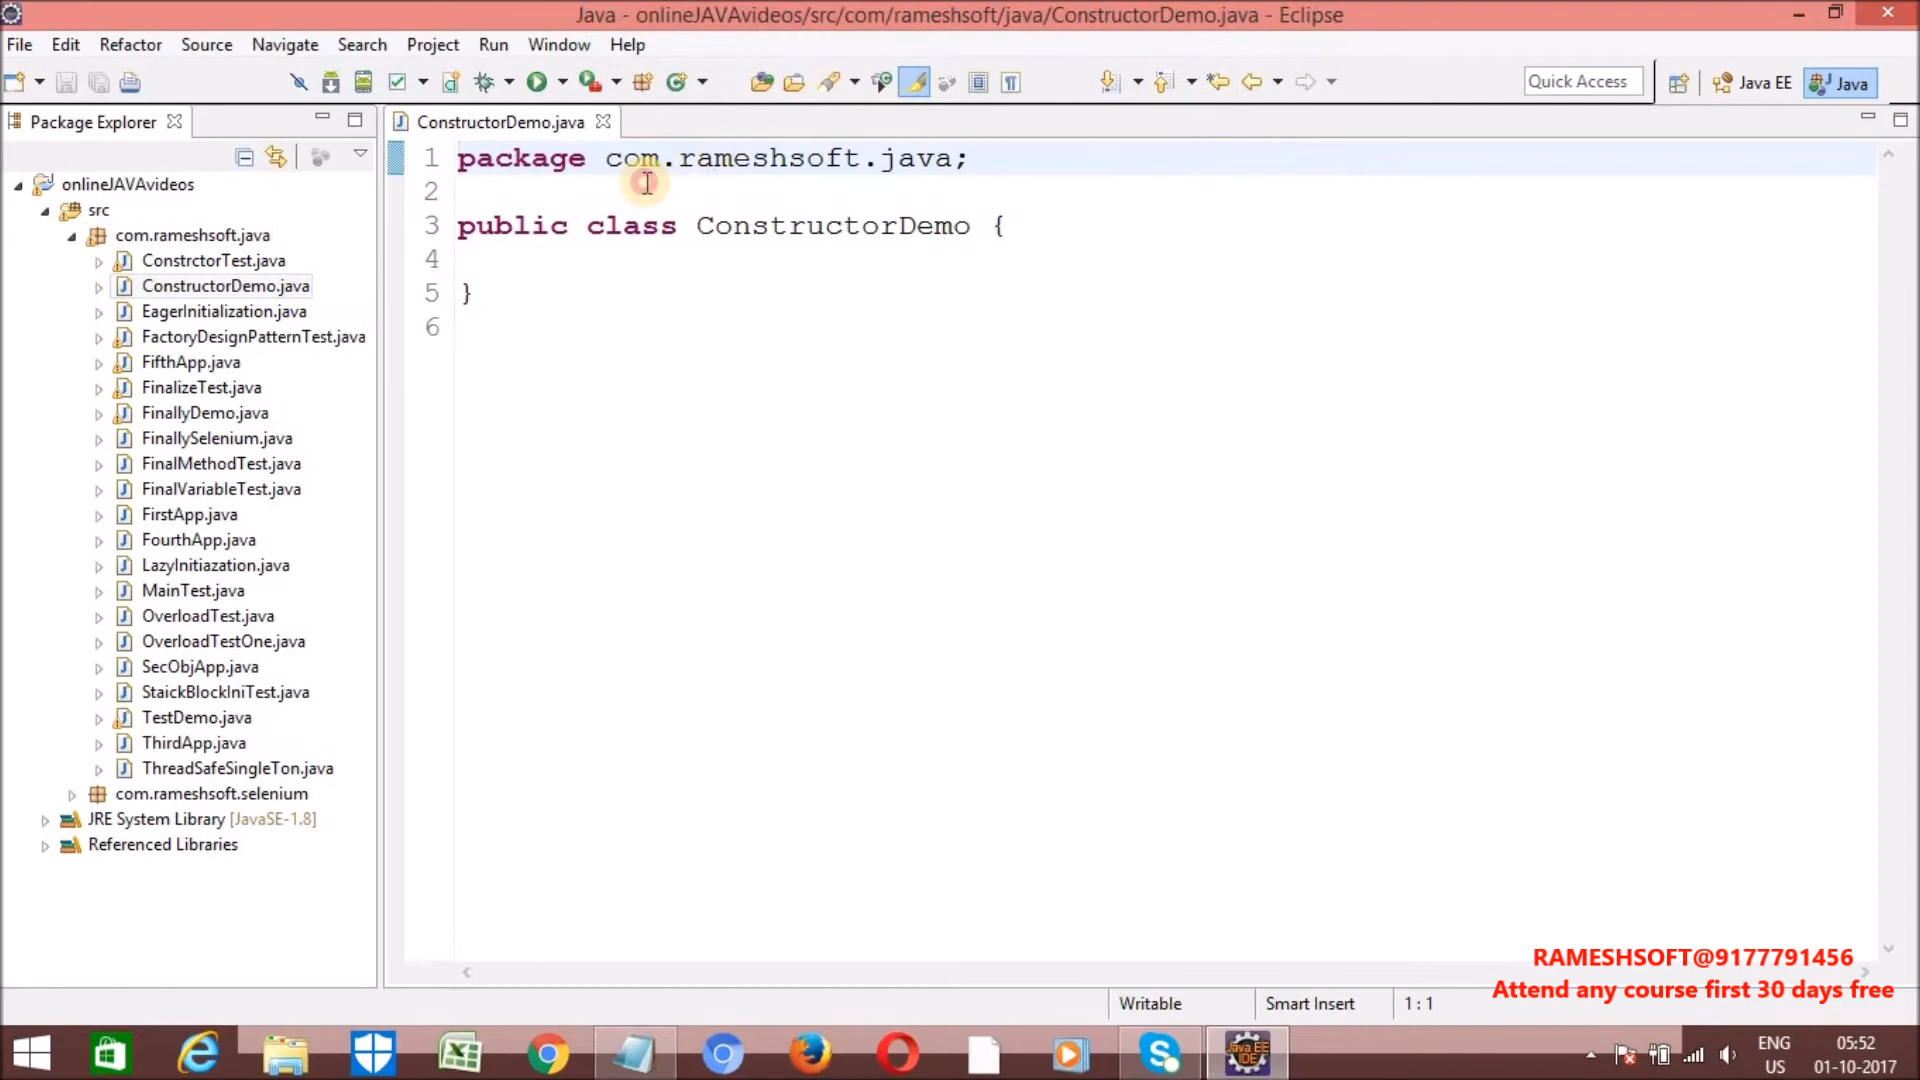 Java - onlineJAVAvideos/src/com/rameshsoft/java/ConstructorDemo.java - Eclipse
File Edit Refactor Source Navigate Search Project Run Window Help
Quick Access Java EE Java
Package Explorer
ConstructorDemo.java
onlineJAVAvideos
src
com.rameshsoft.java
ConstrctorTest.java
ConstructorDemo.java
EagerInitialization.java
FactoryDesignPatternTest.java
FifthApp.java
FinalizeTest.java
FinallyDemo.java
FinallySelenium.java
FinalMethodTest.java
FinalVariableTest.java
FirstApp.java
FourthApp.java
LazyInitiazation.java
MainTest.java
OverloadTest.java
OverloadTestOne.java
SecObjApp.java
StaickBlockIniTest.java
TestDemo.java
ThirdApp.java
ThreadSafeSingleTon.java
com.rameshsoft.selenium
JRE System Library [JavaSE-1.8]
Referenced Libraries
1 package com.rameshsoft.java;
2
3 public class ConstructorDemo {
4
5 }
6
RAMESHSOFT@9177791456
Attend any course first 30 days free
Writable Smart Insert 1 : 1
Java EE
IDE
ENG
US
05:52
01-10-2017